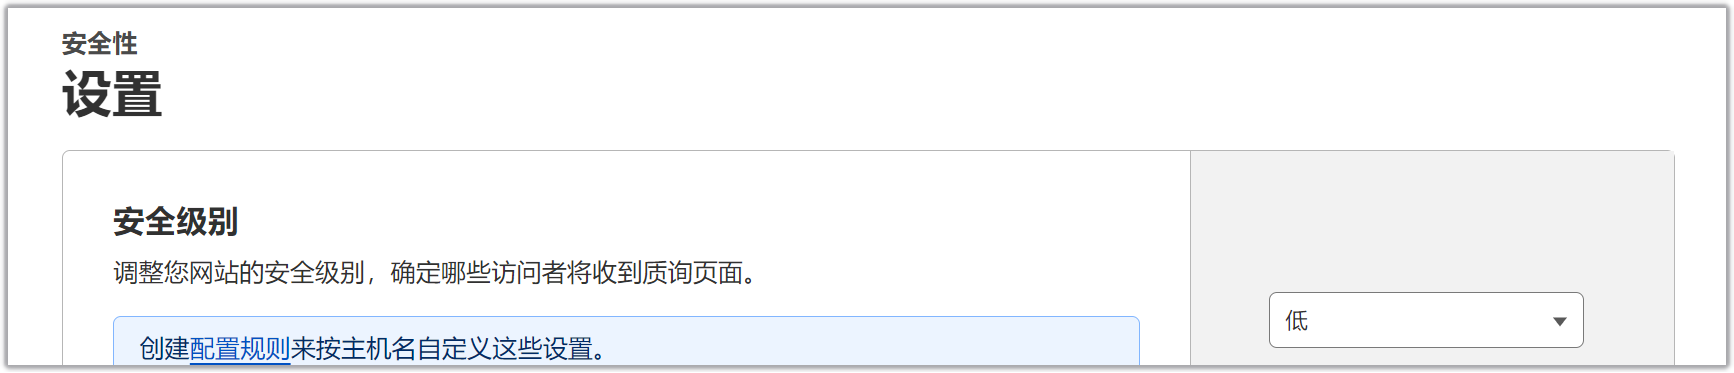 安全性
设置
安全级别
调整您网站的安全级别，确定哪些访问者将收到质询页面。
低
创建配置规则来按主机名自定义这些设置。